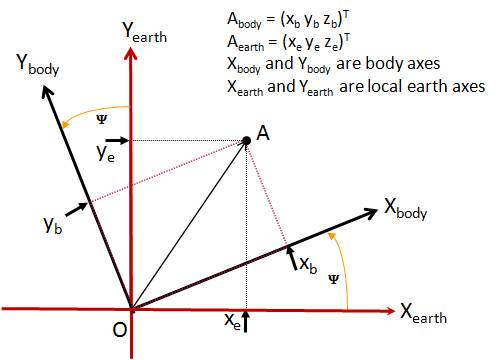 A_body = (x_b y_b z_b)^T
A_earth = (x_e y_e z_e)^T
X_body and Y_body are body axes
X_earth and Y_earth are local earth axes
Y_earth
Y_body
Ψ
A
y_e
y_b
X_body
x_b
Ψ
O
x_e
X_earth